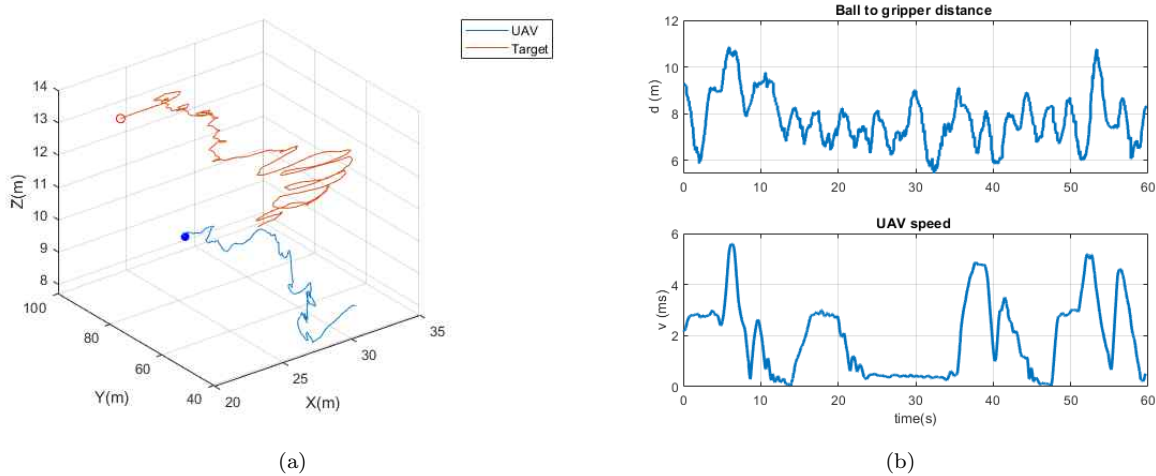 UAV
Target
14
13
12
11
10
9
8
Z(m)
100
80
60
40
Y(m)
20
25
30
35
X(m)
(a)
Ball to gripper distance
12
10
8
6
d (m)
0 10 20 30 40 50 60
UAV speed
6
4
2
0
v (ms)
0 10 20 30 40 50 60
time(s)
(b)